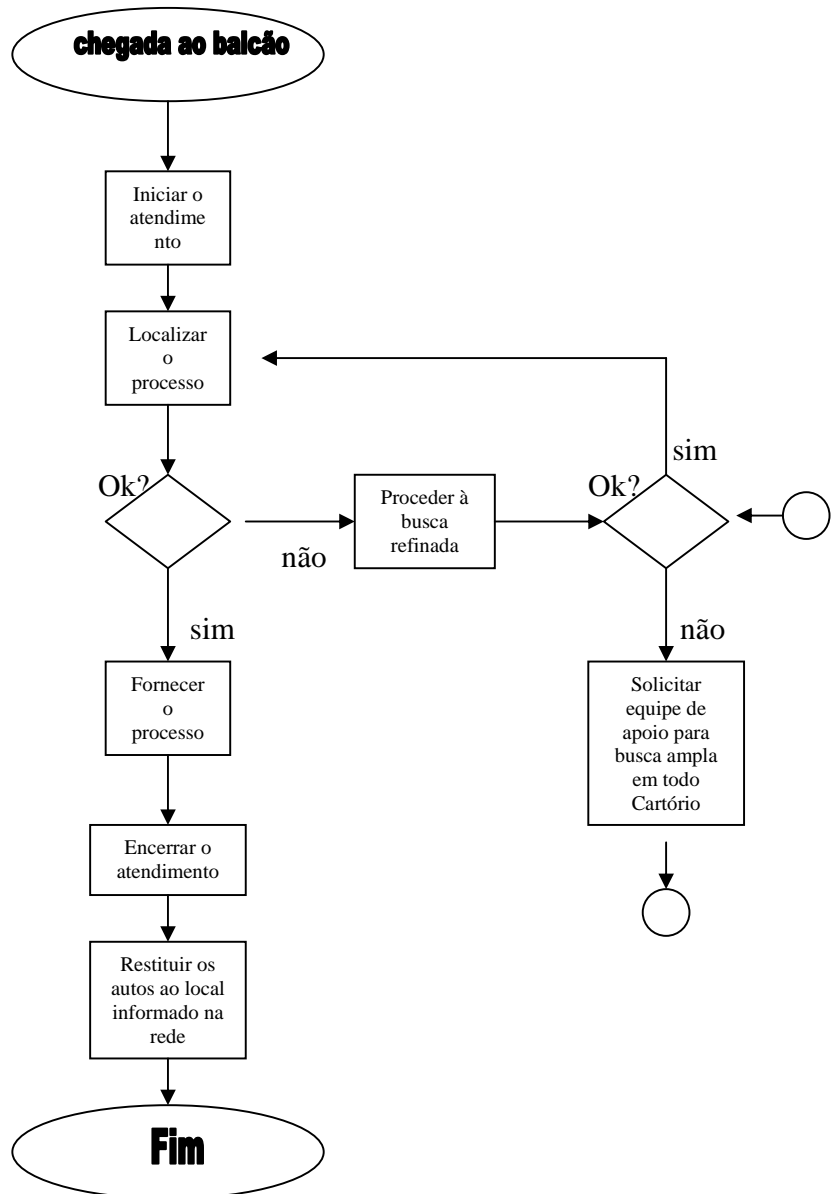 chegada ao balcão
Iniciar o
atendime
nto
Localizar
o
processo
sim
Ok?
Proceder à
busca
refinada
Ok?
não
sim
não
Fornecer
o
processo
Solicitar
equipe de
apoio para
busca ampla
em todo
Cartório
Encerrar o
atendimento
Restituir os
autos ao local
informado na
rede
Fim